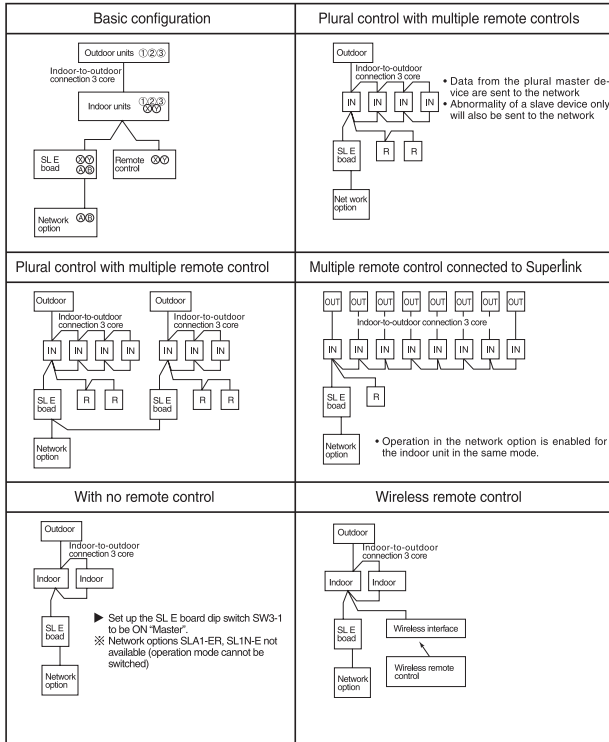 Basic configuration
Outdoor units ①②③
Indoor-to-outdoor
connection 3 core
Indoor units ①②③
ⓍⓎ
SL E
boad
ⓍⓎ
ⒶⒷ
Remote
control
ⓍⓎ
Network
option
ⒶⒷ
Plural control with multiple remote controls
Outdoor
Indoor-to-outdoor
connection 3 core
IN IN IN IN
SL E
boad
R R
Net work
option
• Data from the plural master de-
vice are sent to the network
• Abnormality of a slave device only
will also be sent to the network
Plural control with multiple remote control
Outdoor
Indoor-to-outdoor
connection 3 core
IN IN IN IN
SL E
boad
R R
Network
option
Outdoor
Indoor-to-outdoor
connection 3 core
IN IN IN IN
SL E
boad
R R
Multiple remote control connected to Superlink
OUT OUT OUT OUT OUT OUT OUT OUT
Indoor-to-outdoor connection 3 core
IN IN IN IN IN IN IN IN
SL E
boad
R
Network
option
• Operation in the network option is enabled for
the indoor unit in the same mode.
With no remote control
Outdoor
Indoor-to-outdoor
connection 3 core
Indoor Indoor
SL E
boad
Network
option
▶ Set up the SL E board dip switch SW3-1
to be ON “Master”.
※ Network options SLA1-ER, SL1N-E not
available (operation mode cannot be
switched)
Wireless remote control
Outdoor
Indoor-to-outdoor
connection 3 core
Indoor Indoor
SL E
boad
Wireless interface
Network
option
Wireless remote
control